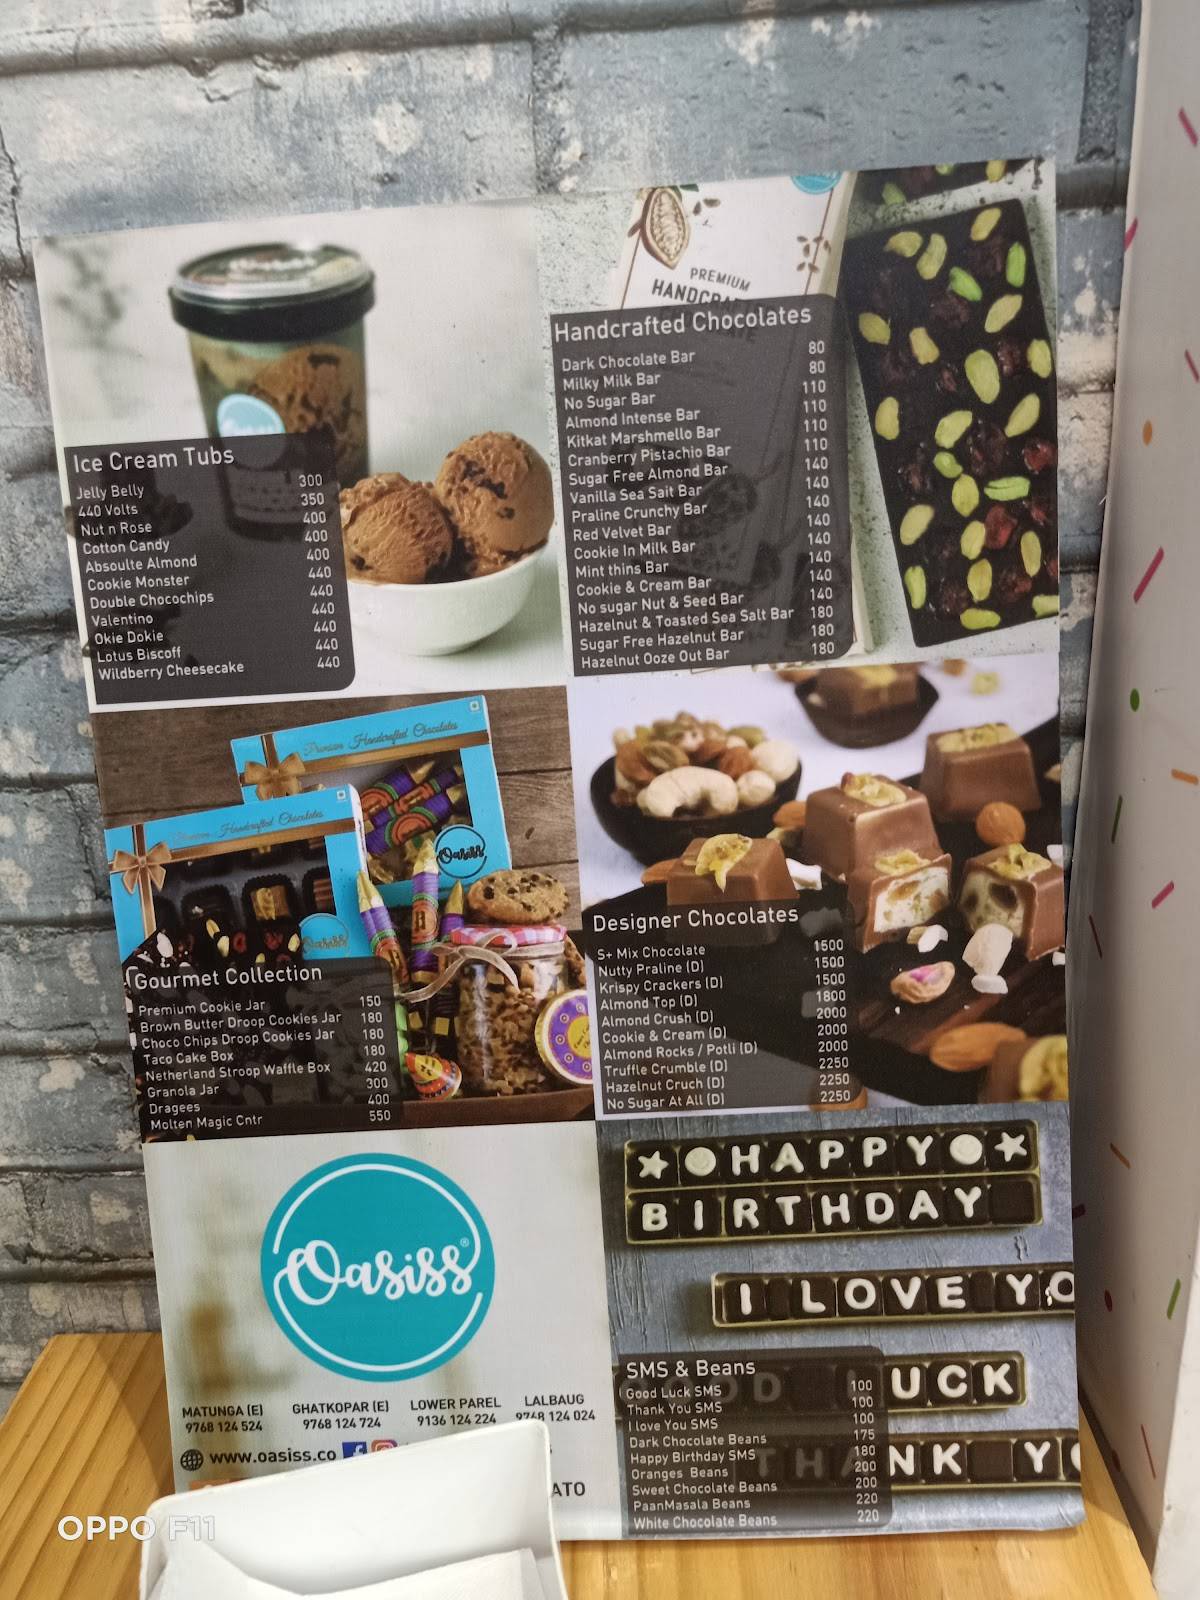 PREMIUM
Handcrafted Chocolates
Dark Chocolate Bar 80
Milky Milk Bar 80
No Sugar Bar 110
Almond Intense Bar 110
Kitkat Marshmello Bar 110
Cranberry Pistachio Bar 110
Sugar Free Almond Bar 140
Vanilla Sea Sait Bar 140
Praline Crunchy Bar 140
Red Velvet Bar 140
Cookie In Milk Bar 140
Mint thins Bar 140
Cookie & Cream Bar 140
No sugar Nut & Seed Bar 140
Hazelnut & Toasted Sea Salt Bar 180
Sugar Free Hazelnut Bar 180
Hazelnut Ooze Out Bar 180
Ice Cream Tubs
Jelly Belly 300
440 Volts 350
Nut n Rose 400
Cotton Candy 400
Absoulte Almond 400
Cookie Monster 440
Double Chocochips 440
Valentino 440
Okie Dokie 440
Lotus Biscoff 440
Wildberry Cheesecake 440
Premium Handcrafted Chocolates
Premium Handcrafted Chocolates
Oasiss
Oasiss
Gourmet Collection
Premium Cookie Jar 150
Brown Butter Droop Cookies Jar 180
Choco Chips Droop Cookies Jar 180
Taco Cake Box 180
Netherland Stroop Waffle Box 420
Granola Jar 300
Dragees 400
Molten Magic Cntr 550
Designer Chocolates
S+ Mix Chocolate 1500
Nutty Praline (D) 1500
Krispy Crackers (D) 1500
Almond Top (D) 1800
Almond Crush (D) 2000
Cookie & Cream (D) 2000
Almond Rocks / Potli (D) 2000
Truffle Crumble (D) 2250
Hazelnut Cruch (D) 2250
No Sugar At All (D) 2250
Oasiss®
MATUNGA (E) GHATKOPAR (E) LOWER PAREL LALBAUG
9768 124 524 9768 124 724 9136 124 224 9768 124 024
www.oasiss.co
ATO
HAPPY
BIRTHDAY
I LOVE YO
UCK
NK YO
SMS & Beans
Good Luck SMS 100
Thank You SMS 100
I love You SMS 100
Dark Chocolate Beans 175
Happy Birthday SMS 180
Oranges Beans 200
Sweet Chocolate Beans 200
PaanMasala Beans 220
White Chocolate Beans 220
OPPO F11